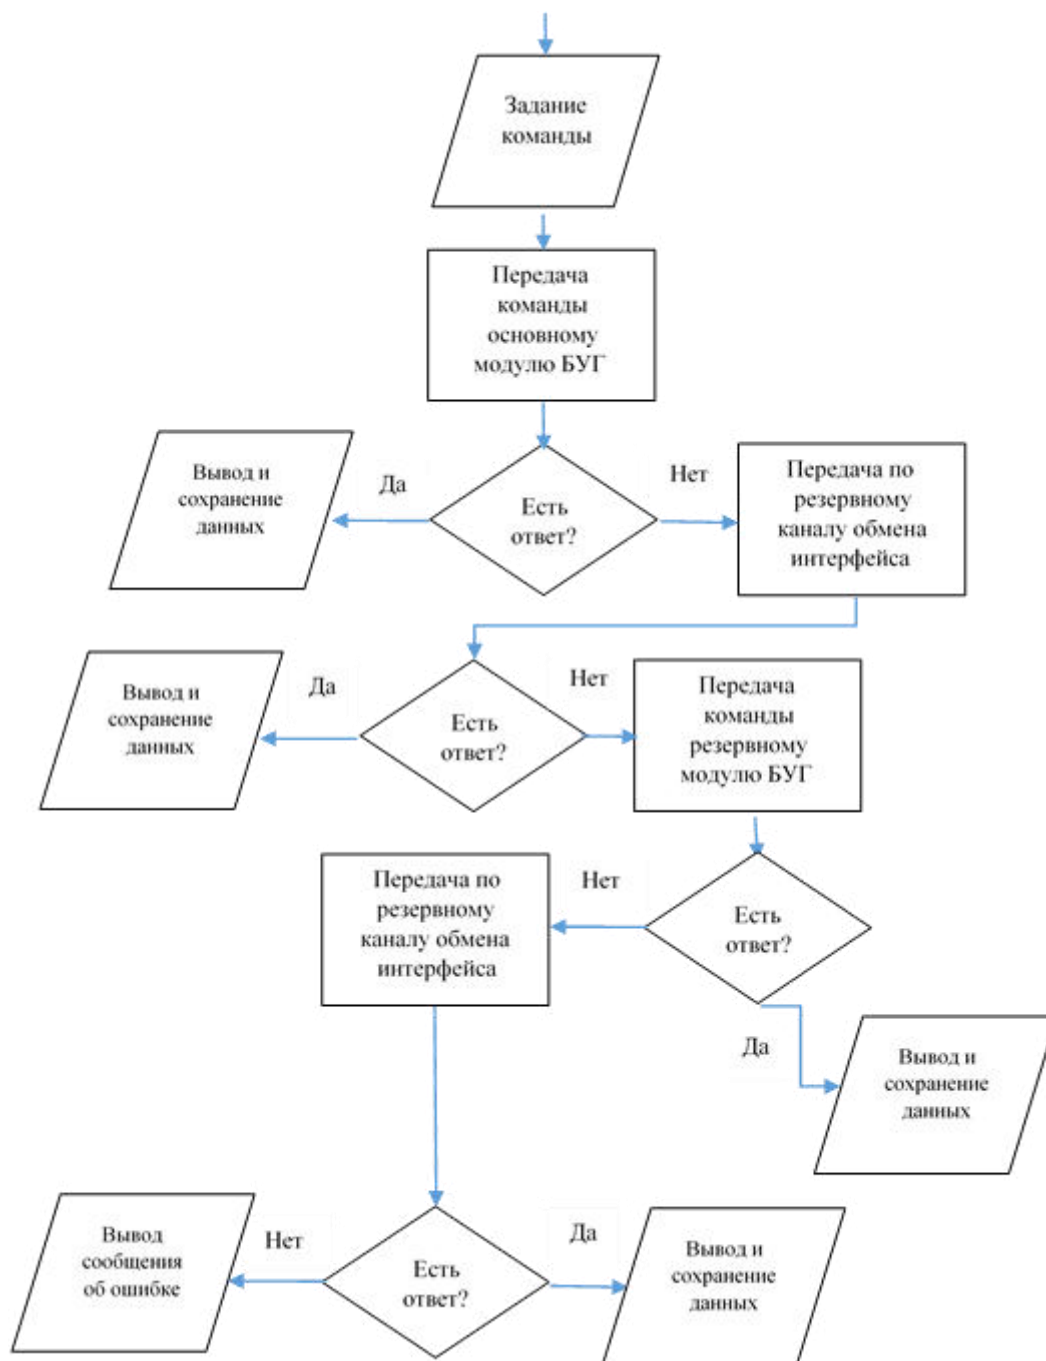 Задание
команды
Передача
команды
основному
модулю БУГ
Вывод и
сохранение
данных
Да
Есть
ответ?
Нет
Передача по
резервному
каналу обмена
интерфейса
Вывод и
сохранение
данных
Да
Есть
ответ?
Нет
Передача
команды
резервному
модулю БУГ
Передача по
резервному
каналу обмена
интерфейса
Нет
Есть
ответ?
Да
Вывод и
сохранение
данных
Вывод
сообщения
об ошибке
Нет
Есть
ответ?
Да
Вывод и
сохранение
данных